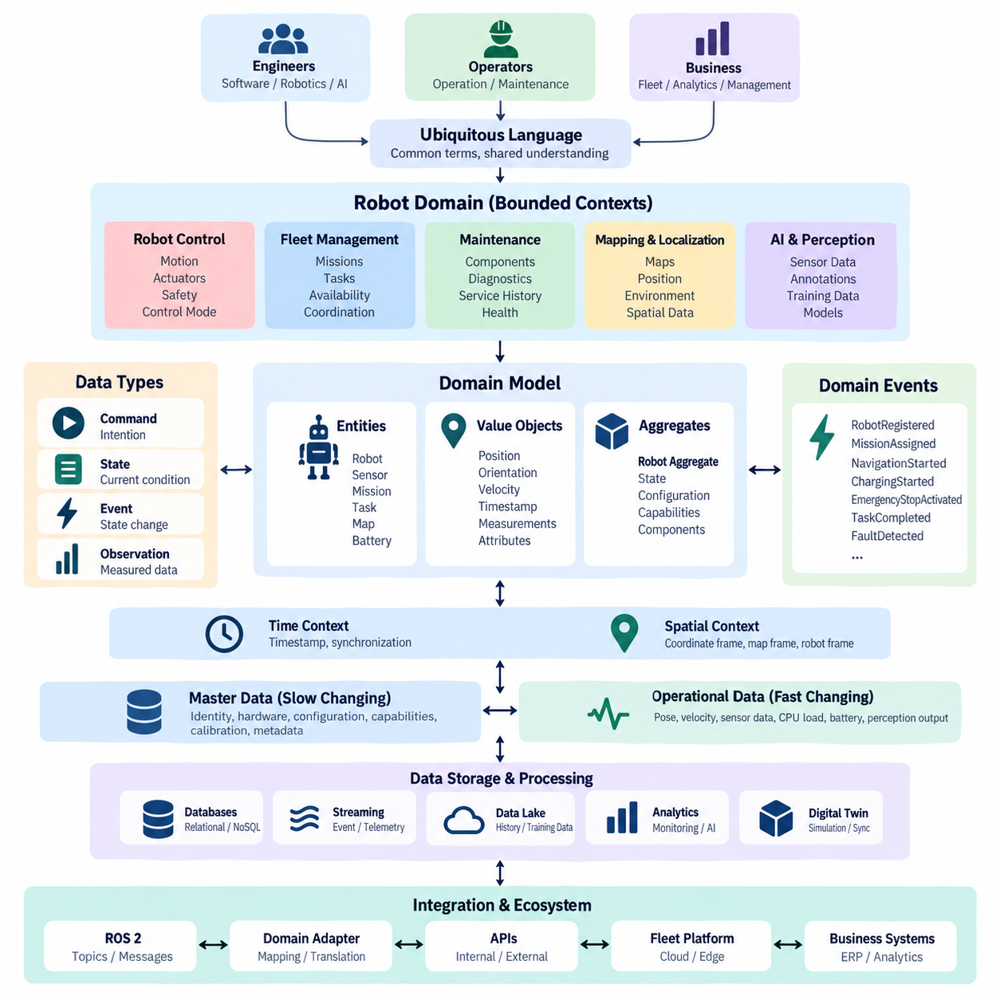 Engineers
Software / Robotics / AI
Operators
Operation / Maintenance
Business
Fleet / Analytics / Management
Ubiquitous Language
Common terms, shared understanding
Robot Domain (Bounded Contexts)
Robot Control
Motion
Actuators
Safety
Control Mode
Fleet Management
Missions
Tasks
Availability
Coordination
Maintenance
Components
Diagnostics
Service History
Health
Mapping & Localization
Maps
Position
Environment
Spatial Data
AI & Perception
Sensor Data
Annotations
Training Data
Models
Data Types
Command
Intention
State
Current condition
Event
State change
Observation
Measured data
Domain Model
Entities
Robot
Sensor
Mission
Task
Map
Battery
Value Objects
Position
Orientation
Velocity
Timestamp
Measurements
Attributes
Aggregates
Robot Aggregate
State
Configuration
Capabilities
Components
Domain Events
RobotRegistered
MissionAssigned
NavigationStarted
ChargingStarted
EmergencyStopActivated
TaskCompleted
FaultDetected
...
Time Context
Timestamp, synchronization
Spatial Context
Coordinate frame, map frame, robot frame
Master Data (Slow Changing)
Identity, hardware, configuration, capabilities,
calibration, metadata
Operational Data (Fast Changing)
Pose, velocity, sensor data, CPU load, battery, perception output
Data Storage & Processing
Databases
Relational / NoSQL
Streaming
Event / Telemetry
Data Lake
History / Training Data
Analytics
Monitoring / AI
Digital Twin
Simulation / Sync
Integration & Ecosystem
ROS 2
Topics / Messages
Domain Adapter
Mapping / Translation
APIs
Internal / External
Fleet Platform
Cloud / Edge
Business Systems
ERP / Analytics